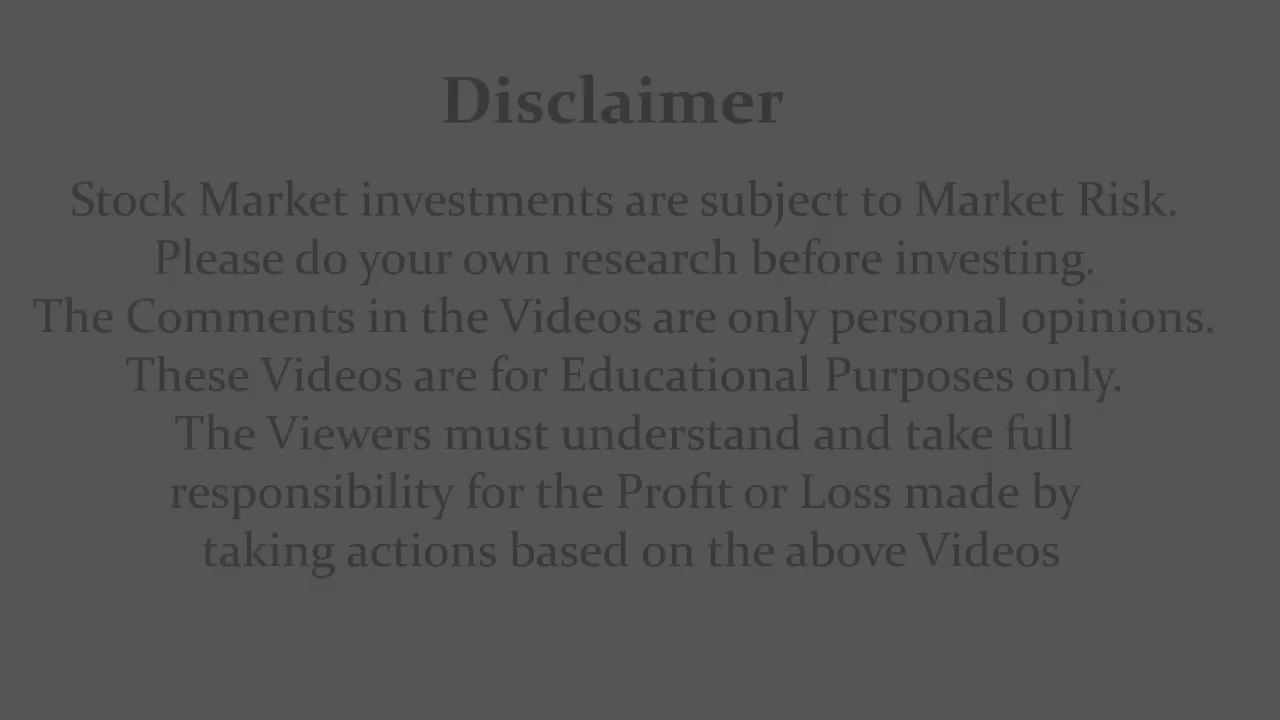 Disclaimer
Stock Market investments are subject to Market Risk.
Please do your own research before investing.
The Comments in the Videos are only personal opinions.
These Videos are for Educational Purposes only.
The Viewers must understand and take full
responsibility for the Profit or Loss made by
taking actions based on the above Videos